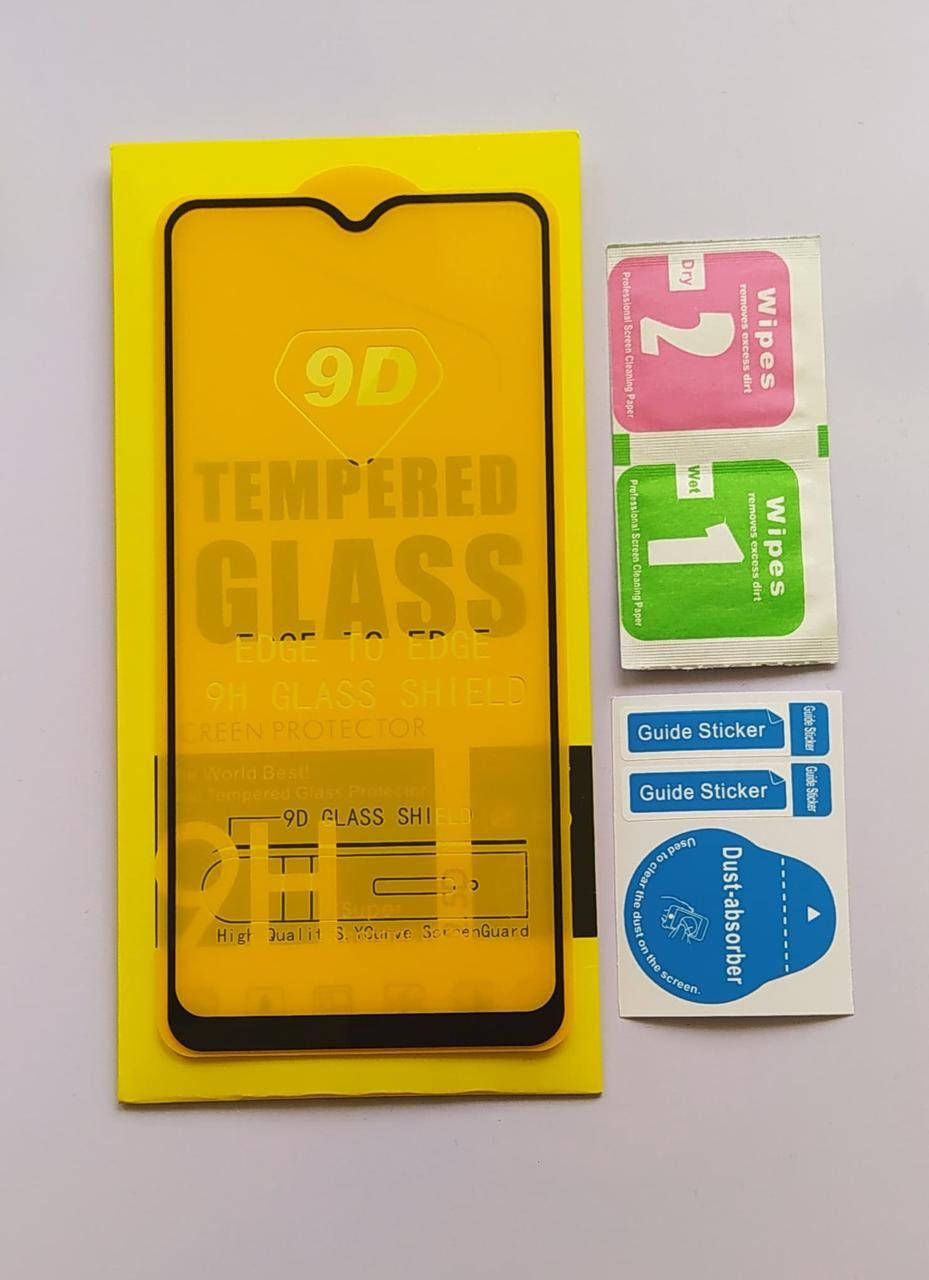 9D
TEMPERED
GLASS
EDGE TO EDGE
9H GLASS SHIELD
CREEN PROTECTOR
e World Best!
Tempered Glass Protector
9D GLASS SHIELD
9H
Super
High Qualit S.YCurve ScreenGuard
Wipes
removes excess dirt
Dry
2
Professional Screen Cleaning Paper
Wipes
removes excess dirt
Wet
1
Professional Screen Cleaning Paper
Guide Sticker
Guide Sticker
Guide Sticker
Guide Sticker
Dust-absorber
Used to clear the dust on the screen.